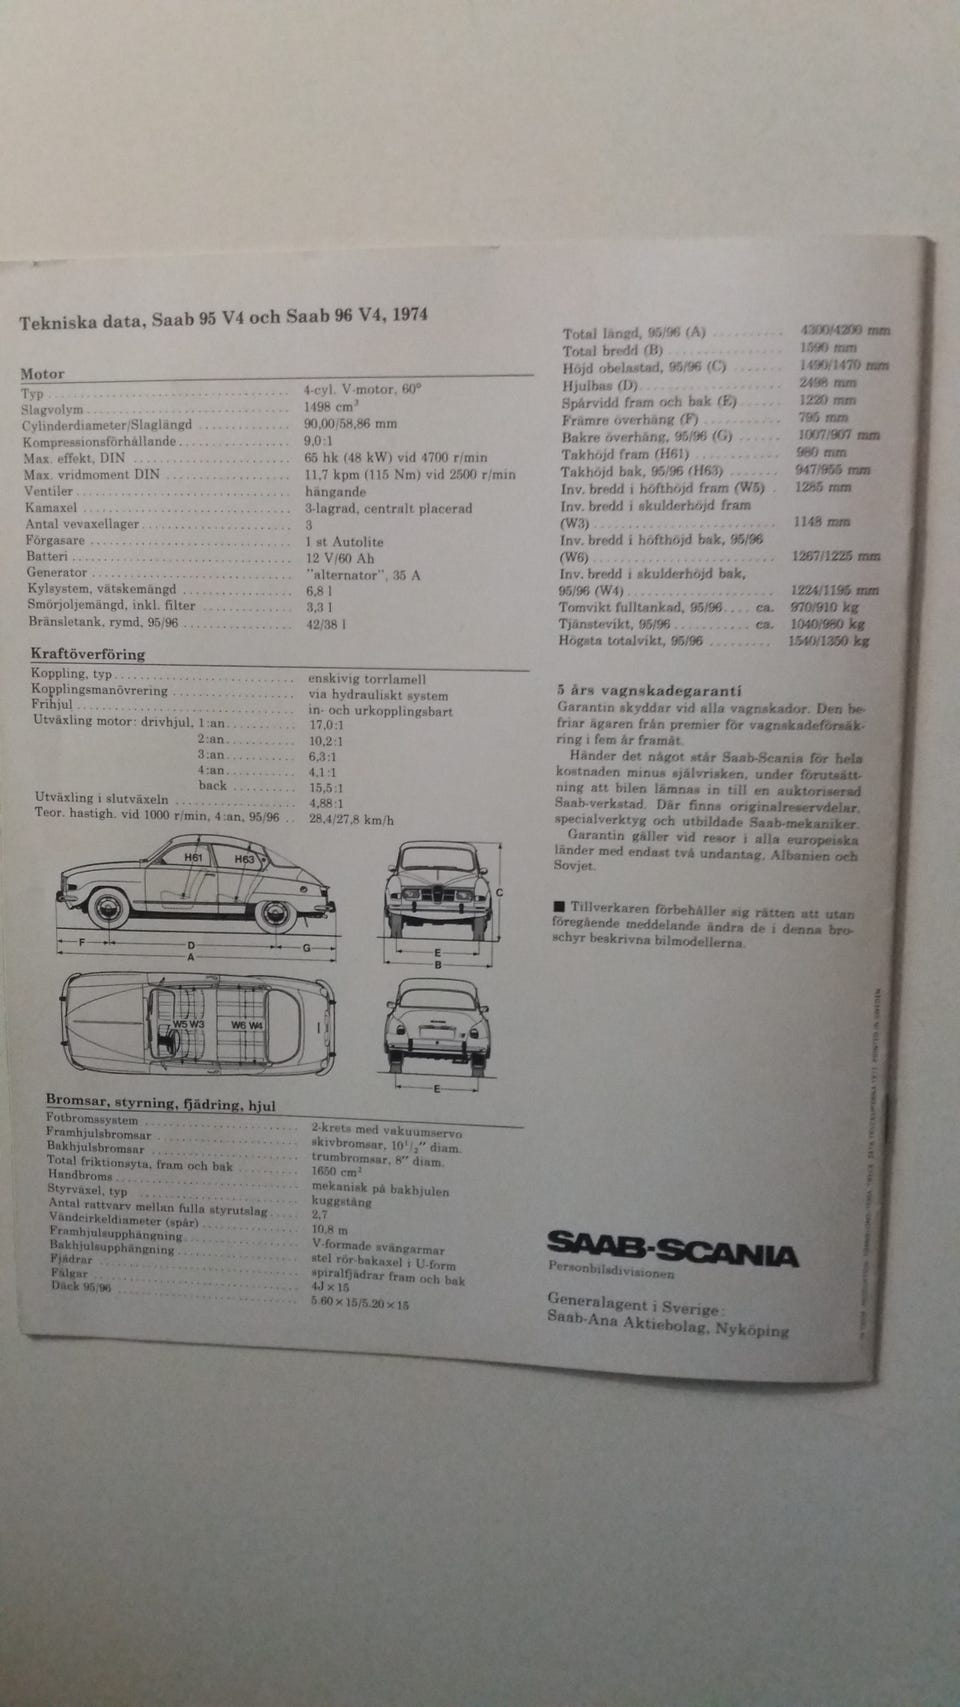 Tekniska data, Saab 95 V4 och Saab 96 V4, 1974
Motor
Typ 4-cyl. V-motor, 60°
Slagvolym 1498 cm³
Cylinderdiameter/Slaglängd 90,00/58,86 mm
Kompressionsförhållande 9,0:1
Max. effekt, DIN 65 hk (48 kW) vid 4700 r/min
Max. vridmoment DIN 11,7 kpm (115 Nm) vid 2500 r/min
Ventiler hängande
Kamaxel 3-lagrad, centralt placerad
Antal vevaxellager 3
Förgasare 1 st Autolite
Batteri 12 V/60 Ah
Generator "alternator", 35 A
Kylsystem, vätskemängd 6,8 l
Smörjoljemängd, inkl. filter 3,3 l
Bränsletank, rymd, 95/96 42/38 l
Kraftöverföring
Koppling, typ enskivig torrlamell
Kopplingsmanövrering via hydrauliskt system
Frihjul in- och urkopplingsbart
Utväxling motor: drivhjul, 1:an 17,0:1
2:an 10,2:1
3:an 6,3:1
4:an 4,1:1
back 15,5:1
Utväxling i slutväxeln 4,88:1
Teor. hastigh. vid 1000 r/min, 4:an, 95/96 28,4/27,8 km/h
H61 H63
C
F D G
A
E
B
W5 W3 W6 W4
E
Bromsar, styrning, fjädring, hjul
Fotbromssystem 2-krets med vakuumservo
Framhjulsbromsar skivbromsar, 10¹/₂" diam.
Bakhjulsbromsar trumbromsar, 8" diam.
Total friktionsyta, fram och bak 1650 cm²
Handbroms mekanisk på bakhjulen
Styrväxel, typ kuggstång
Antal rattvarv mellan fulla styrutslag 2,7
Vändcirkeldiameter (spår) 10,8 m
Framhjulsupphängning V-formade svängarmar
Bakhjulsupphängning stel rör-bakaxel i U-form
Fjädrar spiralfjädrar fram och bak
Fälgar 4J × 15
Däck 95/96 5.60 × 15/5.20 × 15
Total längd, 95/96 (A) 4300/4200 mm
Total bredd (B) 1590 mm
Höjd obelastad, 95/96 (C) 1490/1470 mm
Hjulbas (D) 2498 mm
Spårvidd fram och bak (E) 1220 mm
Främre överhäng (F) 795 mm
Bakre överhäng, 95/96 (G) 1007/907 mm
Takhöjd fram (H61) 980 mm
Takhöjd bak, 95/96 (H63) 947/955 mm
Inv. bredd i höfthöjd fram (W5) 1285 mm
Inv. bredd i skulderhöjd fram
(W3) 1148 mm
Inv. bredd i höfthöjd bak, 95/96
(W6) 1267/1225 mm
Inv. bredd i skulderhöjd bak,
95/96 (W4) 1224/1195 mm
Tomvikt fulltankad, 95/96 ca. 970/910 kg
Tjänstevikt, 95/96 ca. 1040/980 kg
Högsta totalvikt, 95/96 1540/1350 kg
5 års vagnskadegaranti
Garantin skyddar vid alla vagnskador. Den be-
friar ägaren från premier för vagnskadeförsäk-
ring i fem år framåt.
Händer det något står Saab-Scania för hela
kostnaden minus självrisken, under förutsätt-
ning att bilen lämnas in till en auktoriserad
Saab-verkstad. Där finns originalreservdelar,
specialverktyg och utbildade Saab-mekaniker.
Garantin gäller vid resor i alla europeiska
länder med endast två undantag, Albanien och
Sovjet.
■ Tillverkaren förbehåller sig rätten att utan
föregående meddelande ändra de i denna bro-
schyr beskrivna bilmodellerna.
SAAB-SCANIA
Personbilsdivisionen
Generalagent i Sverige:
Saab-Ana Aktiebolag, Nyköping